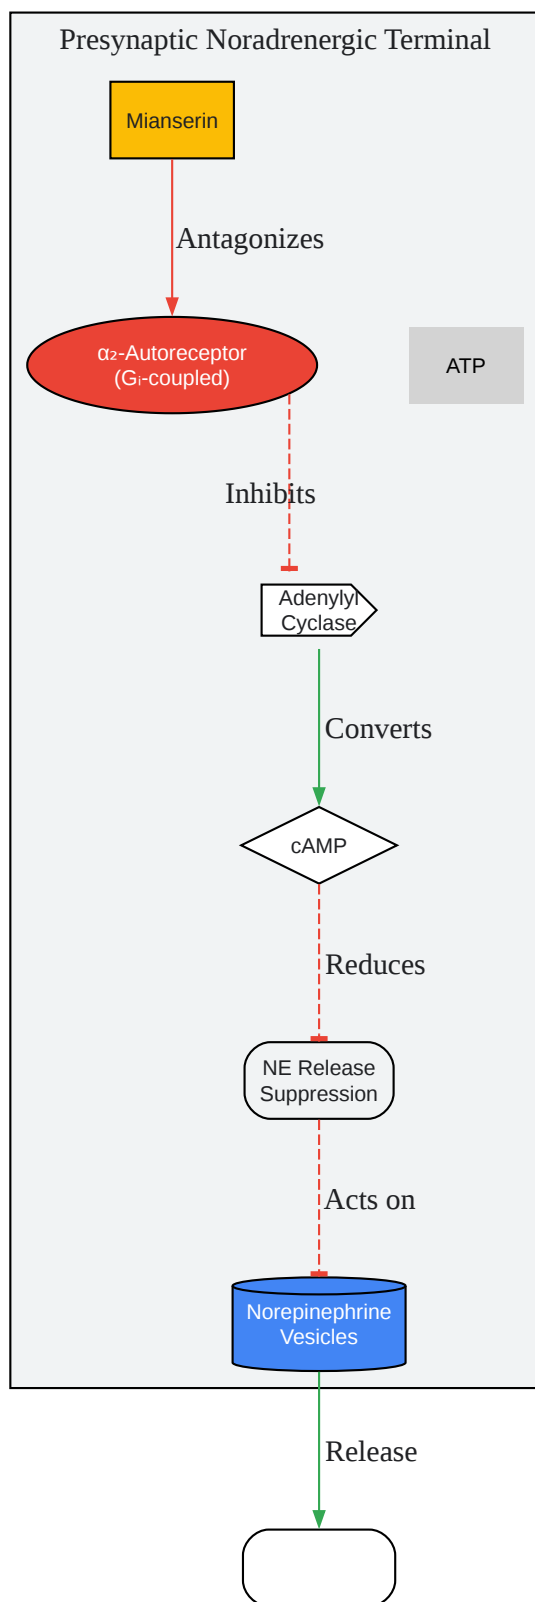 Presynaptic Noradrenergic Terminal
Mianserin
Antagonizes
α₂-Autoreceptor
(Gᵢ-coupled)
ATP
Inhibits
Adenylyl
Cyclase
Converts
cAMP
Reduces
NE Release
Suppression
Acts on
Norepinephrine
Vesicles
Release